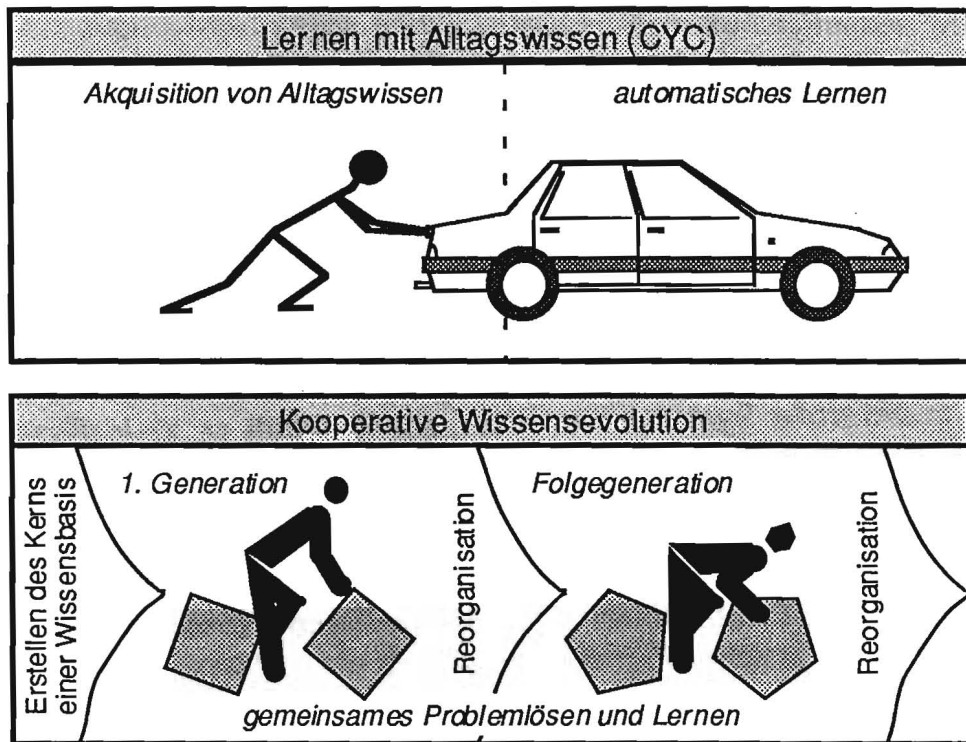 Lernen mit Alltagswissen (CYC)
Akquisition von Alltagswissen
automatisches Lernen
Kooperative Wissensevolution
Erstellen des Kerns
einer Wissensbasis
1. Generation
Reorganisation
Folgegeneration
Reorganisation
gemeinsames Problemlösen und Lernen